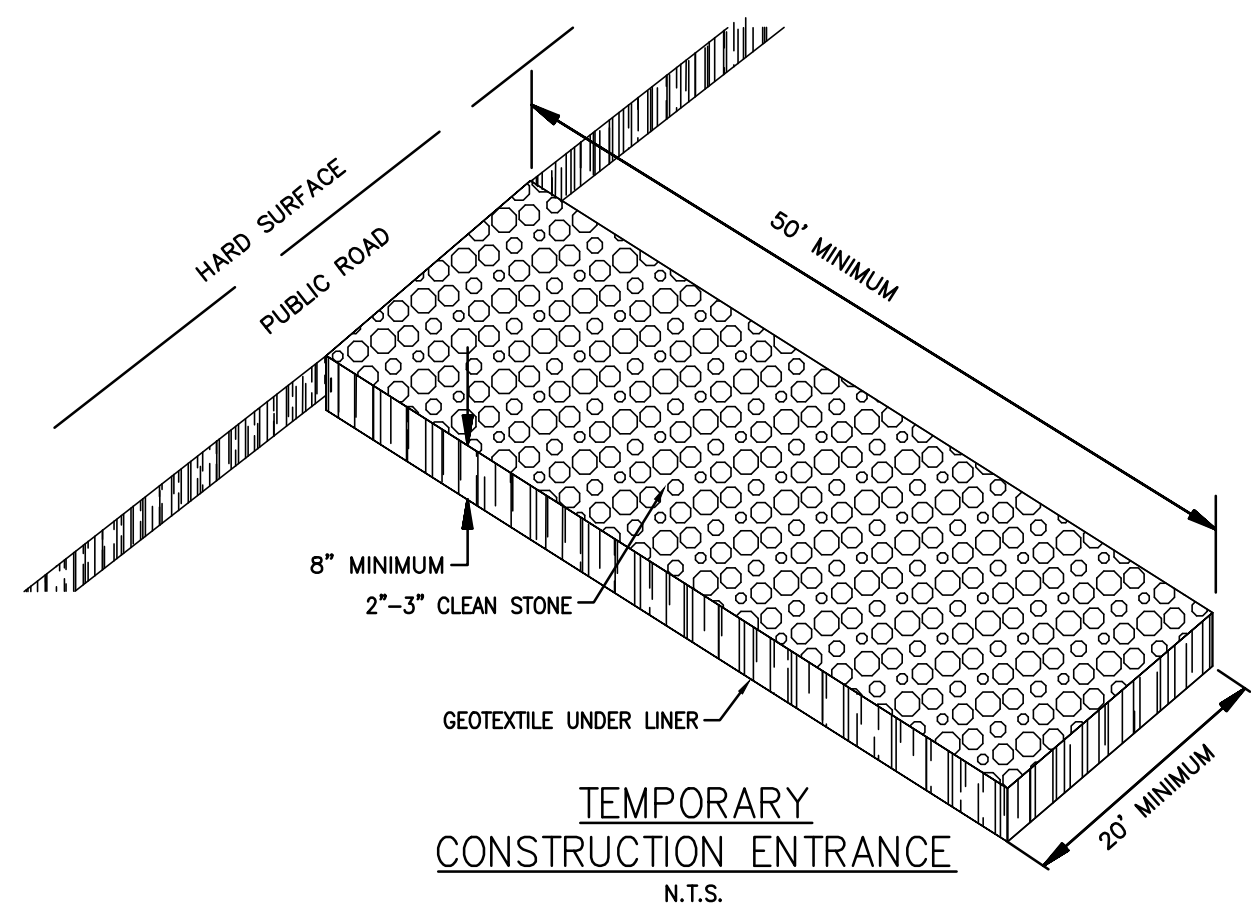 HARD SURFACE
PUBLIC ROAD
50' MINIMUM
8" MINIMUM
2"-3" CLEAN STONE
GEOTEXTILE UNDER LINER
20' MINIMUM
TEMPORARY
CONSTRUCTION ENTRANCE
N.T.S.